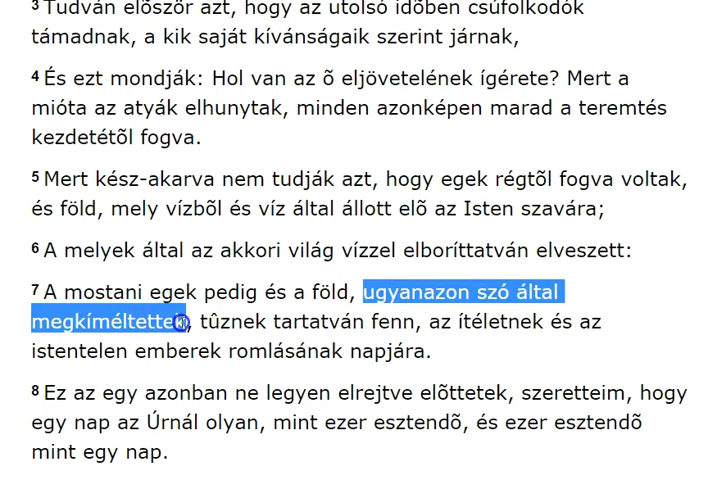 3 Tudván elõször azt, hogy az utolsó idõben csúfolkodók
támadnak, a kik saját kívánságaik szerint járnak,
4 És ezt mondják: Hol van az õ eljövetelének ígérete? Mert a
mióta az atyák elhunytak, minden azonképen marad a teremtés
kezdetétõl fogva.
5 Mert kész-akarva nem tudják azt, hogy egek régtõl fogva voltak,
és föld, mely vízbõl és víz által állott elõ az Isten szavára;
6 A melyek által az akkori világ vízzel elboríttatván elveszett:
7 A mostani egek pedig és a föld, ugyanazon szó által
megkíméltettek, tûznek tartatván fenn, az ítéletnek és az
istentelen emberek romlásának napjára.
8 Ez az egy azonban ne legyen elrejtve elõttetek, szeretteim, hogy
egy nap az Úrnál olyan, mint ezer esztendõ, és ezer esztendõ
mint egy nap.